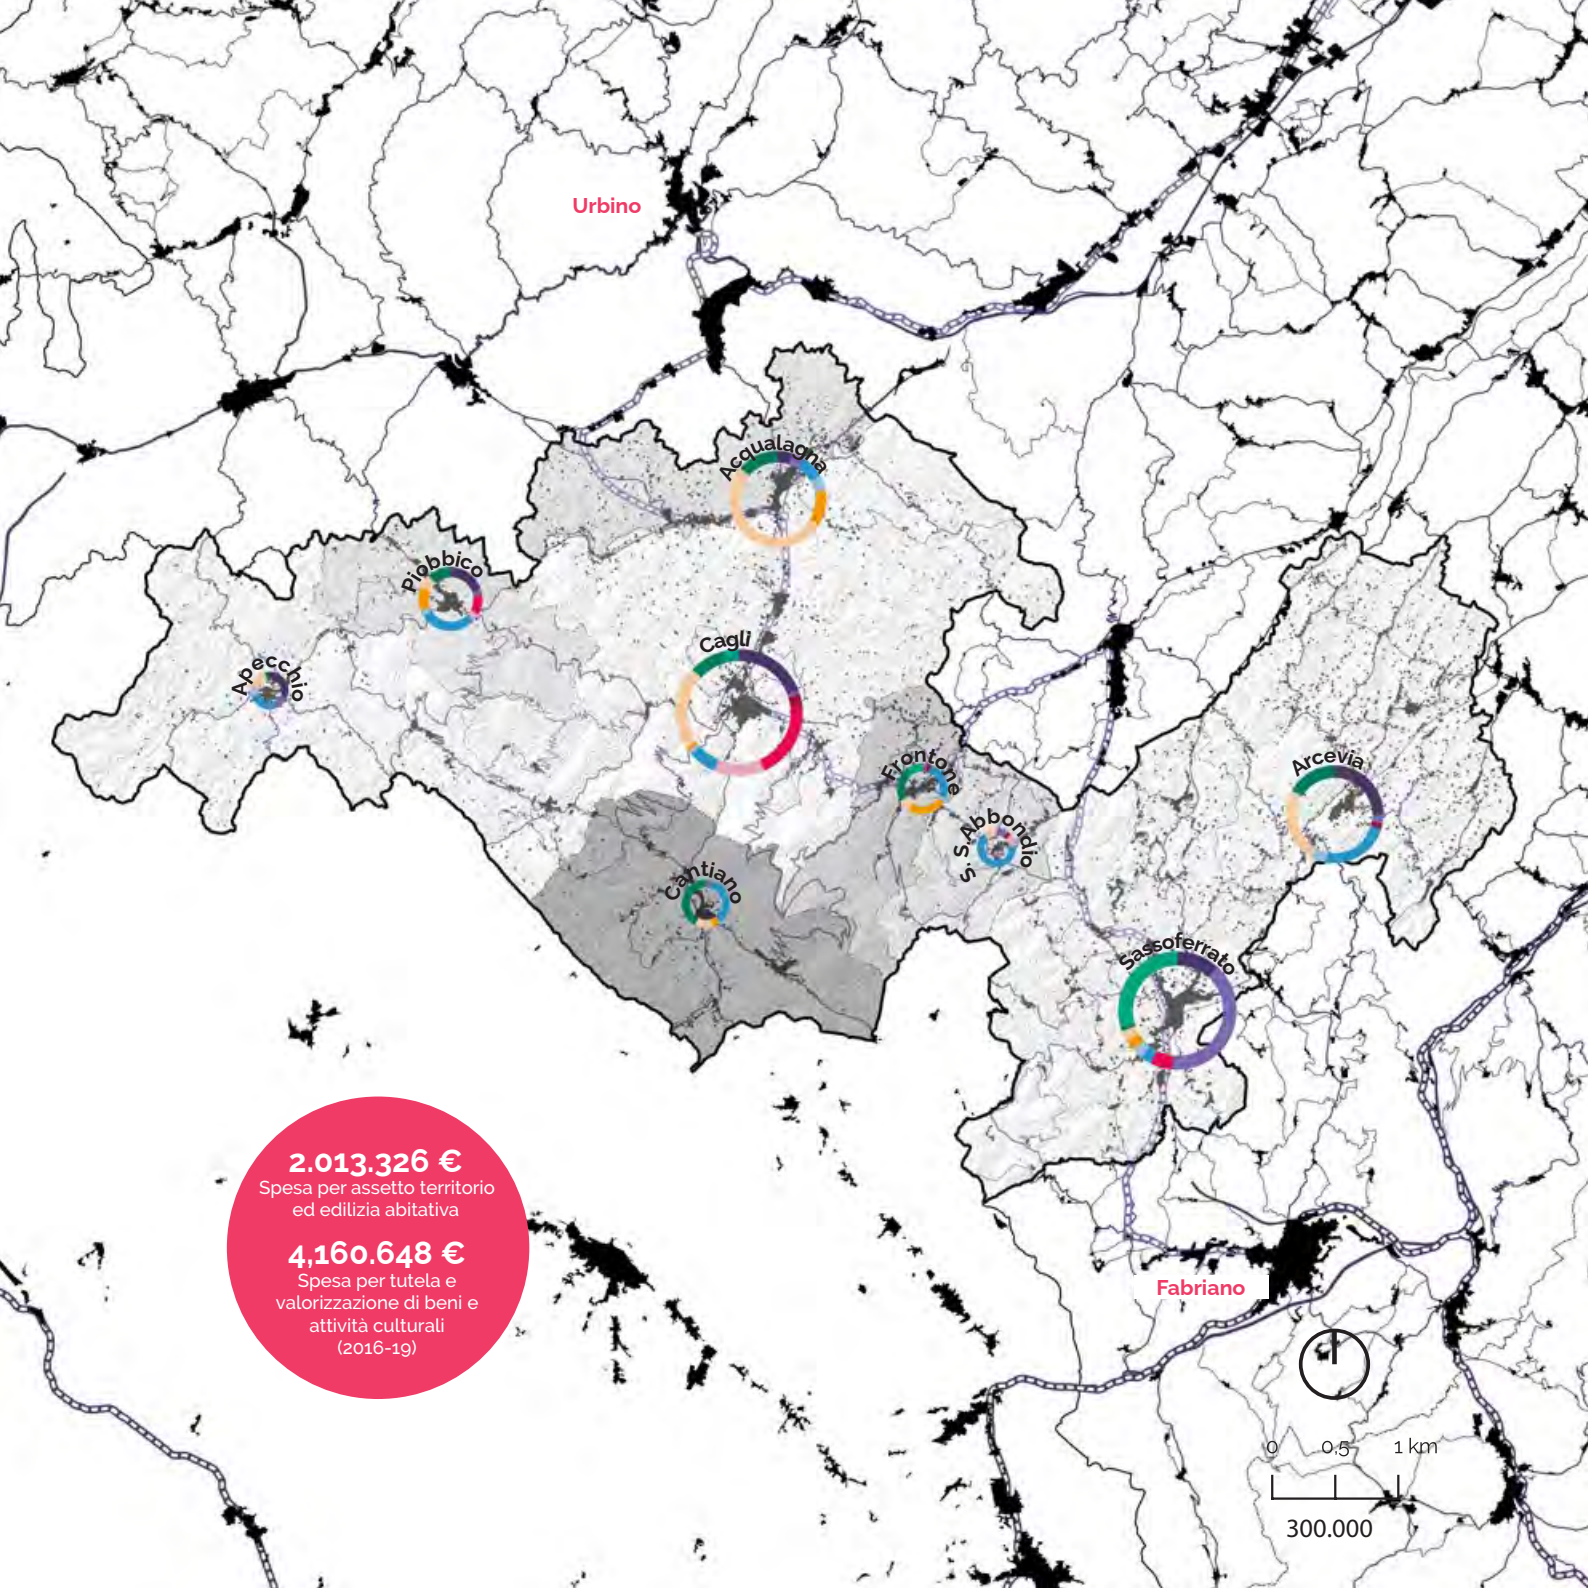 Urbino
Acqualagna
Piobbico
Apecchio
Cagli
Frontone
S. S.Abbondio
Arcevia
Cantiano
Sassoferrato
2.013.326 €
Spesa per assetto territorio
ed edilizia abitativa
4,160.648 €
Spesa per tutela e
valorizzazione di beni e
attività culturali
(2016-19)
Fabriano
0 0,5 1 km
300.000